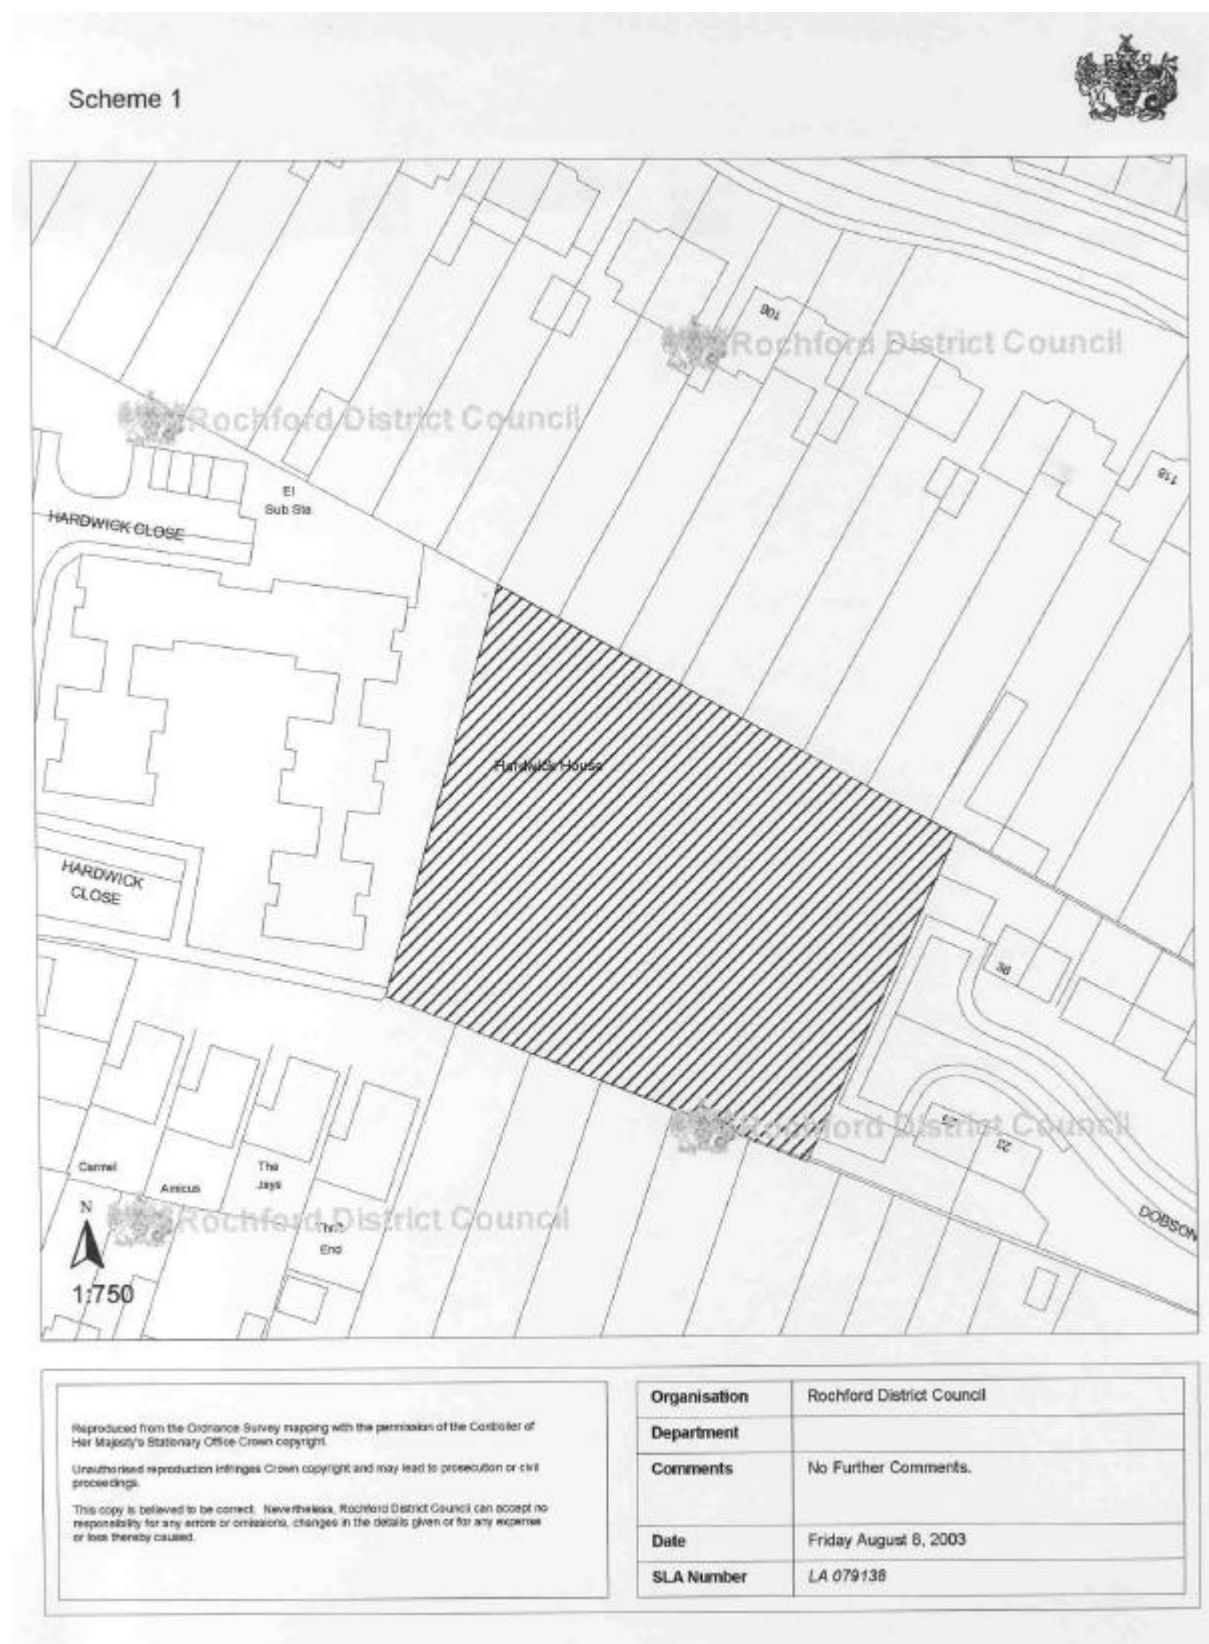 Scheme 1
106
Rochford District Council
118
Rochford District Council
El
Sub Sta
HARDWICK CLOSE
Hardwick House
HARDWICK
CLOSE
36
25
23
Rochford District Council
Carmel
Amicus
The
Jays
DOBSON
N
Rochford District Council
End
1:750
Reproduced from the Ordnance Survey mapping with the permission of the Controller of
Her Majesty's Stationary Office Crown copyright.
Unauthorised reproduction infringes Crown copyright and may lead to prosecution or civil
proceedings.
This copy is believed to be correct. Nevertheless, Rochford District Council can accept no
responsibility for any errors or omissions, changes in the details given or for any expense
or loss thereby caused.
Organisation Rochford District Council
Department
Comments No Further Comments.
Date Friday August 8, 2003
SLA Number LA 079138